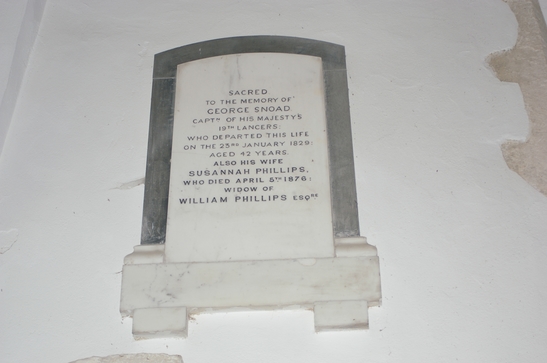 SACRED
TO THE MEMORY OF
GEORGE SNOAD
CAPTN OF HIS MAJESTYS
19TH LANCERS:
WHO DEPARTED THIS LIFE
ON THE 23RD JANUARY 1829:
AGED 42 YEARS.
ALSO HIS WIFE
SUSANNAH PHILLIPS,
WHO DIED APRIL 5TH 1876:
WIDOW OF
WILLIAM PHILLIPS ESQRE